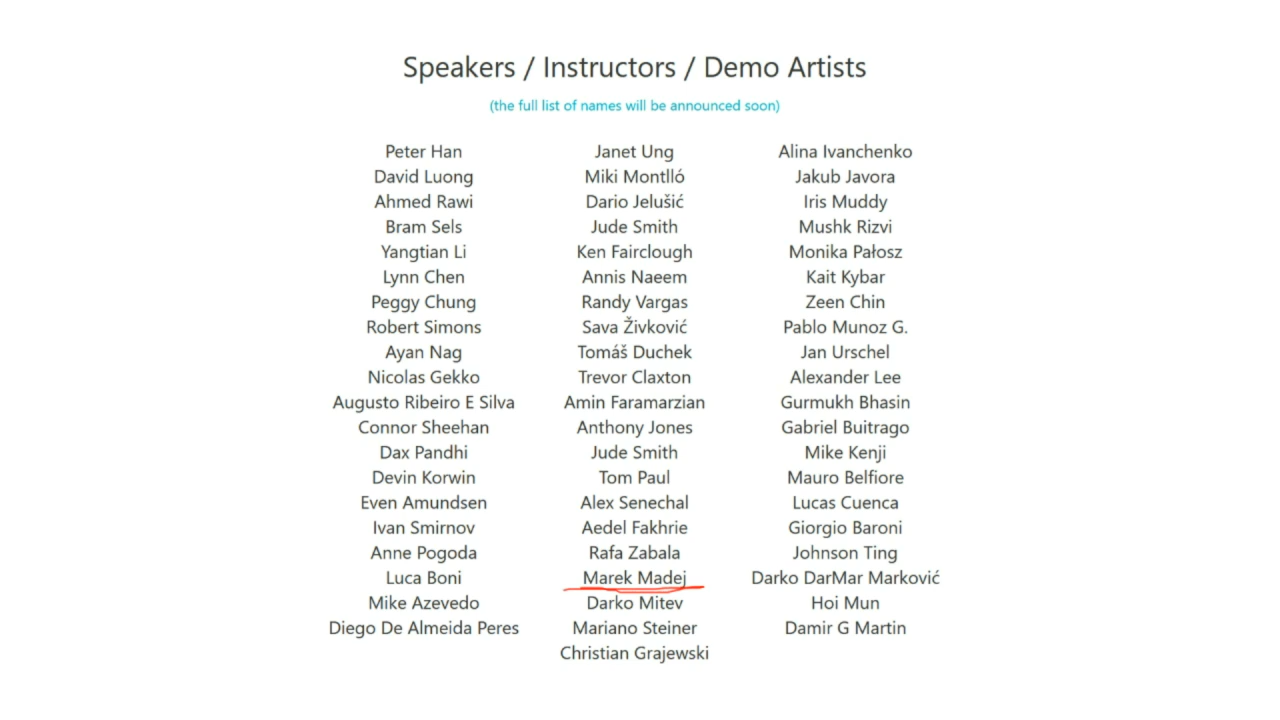 Speakers / Instructors / Demo Artists
(the full list of names will be announced soon)
Peter Han
David Luong
Ahmed Rawi
Bram Sels
Yangtian Li
Lynn Chen
Peggy Chung
Robert Simons
Ayan Nag
Nicolas Gekko
Augusto Ribeiro E Silva
Connor Sheehan
Dax Pandhi
Devin Korwin
Even Amundsen
Ivan Smirnov
Anne Pogoda
Luca Boni
Mike Azevedo
Diego De Almeida Peres
Janet Ung
Miki Montlló
Dario Jelušić
Jude Smith
Ken Fairclough
Annis Naeem
Randy Vargas
Sava Živković
Tomáš Duchek
Trevor Claxton
Amin Faramarzian
Anthony Jones
Jude Smith
Tom Paul
Alex Senechal
Aedel Fakhrie
Rafa Zabala
Marek Madej
Darko Mitev
Mariano Steiner
Christian Grajewski
Alina Ivanchenko
Jakub Javora
Iris Muddy
Mushk Rizvi
Monika Pałosz
Kait Kybar
Zeen Chin
Pablo Munoz G.
Jan Urschel
Alexander Lee
Gurmukh Bhasin
Gabriel Buitrago
Mike Kenji
Mauro Belfiore
Lucas Cuenca
Giorgio Baroni
Johnson Ting
Darko DarMar Marković
Hoi Mun
Damir G Martin